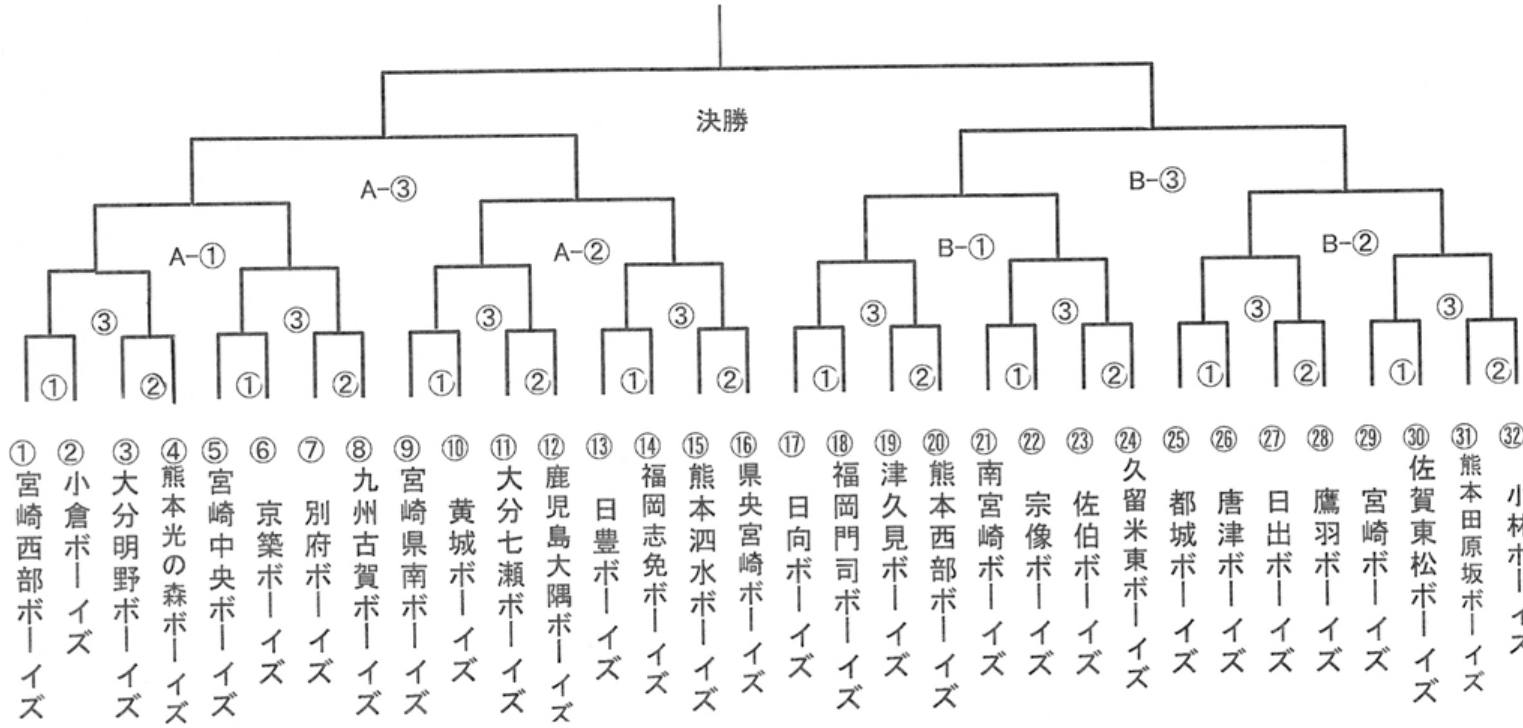 決勝
A-③
B-③
A-①
A-②
B-①
B-②
③
③
③
③
③
③
③
③
①
②
①
②
①
②
①
②
①
②
①
②
①
②
①
②
①宮崎西部ボーイズ
②小倉ボーイズ
③大分明野ボーイズ
④熊本光の森ボーイズ
⑤宮崎中央ボーイズ
⑥京築ボーイズ
⑦別府ボーイズ
⑧九州古賀ボーイズ
⑨宮崎県南ボーイズ
⑩黄城ボーイズ
⑪大分七瀬ボーイズ
⑫鹿児島大隅ボーイズ
⑬日豊ボーイズ
⑭福岡志免ボーイズ
⑮熊本泗水ボーイズ
⑯県央宮崎ボーイズ
⑰日向ボーイズ
⑱福岡門司ボーイズ
⑲津久見ボーイズ
⑳熊本西部ボーイズ
㉑南宮崎ボーイズ
㉒宗像ボーイズ
㉓佐伯ボーイズ
㉔久留米東ボーイズ
㉕都城ボーイズ
㉖唐津ボーイズ
㉗日出ボーイズ
㉘鷹羽ボーイズ
㉙宮崎ボーイズ
㉚佐賀東松ボーイズ
㉛熊本田原坂ボーイズ
㉜小林ボーイズ